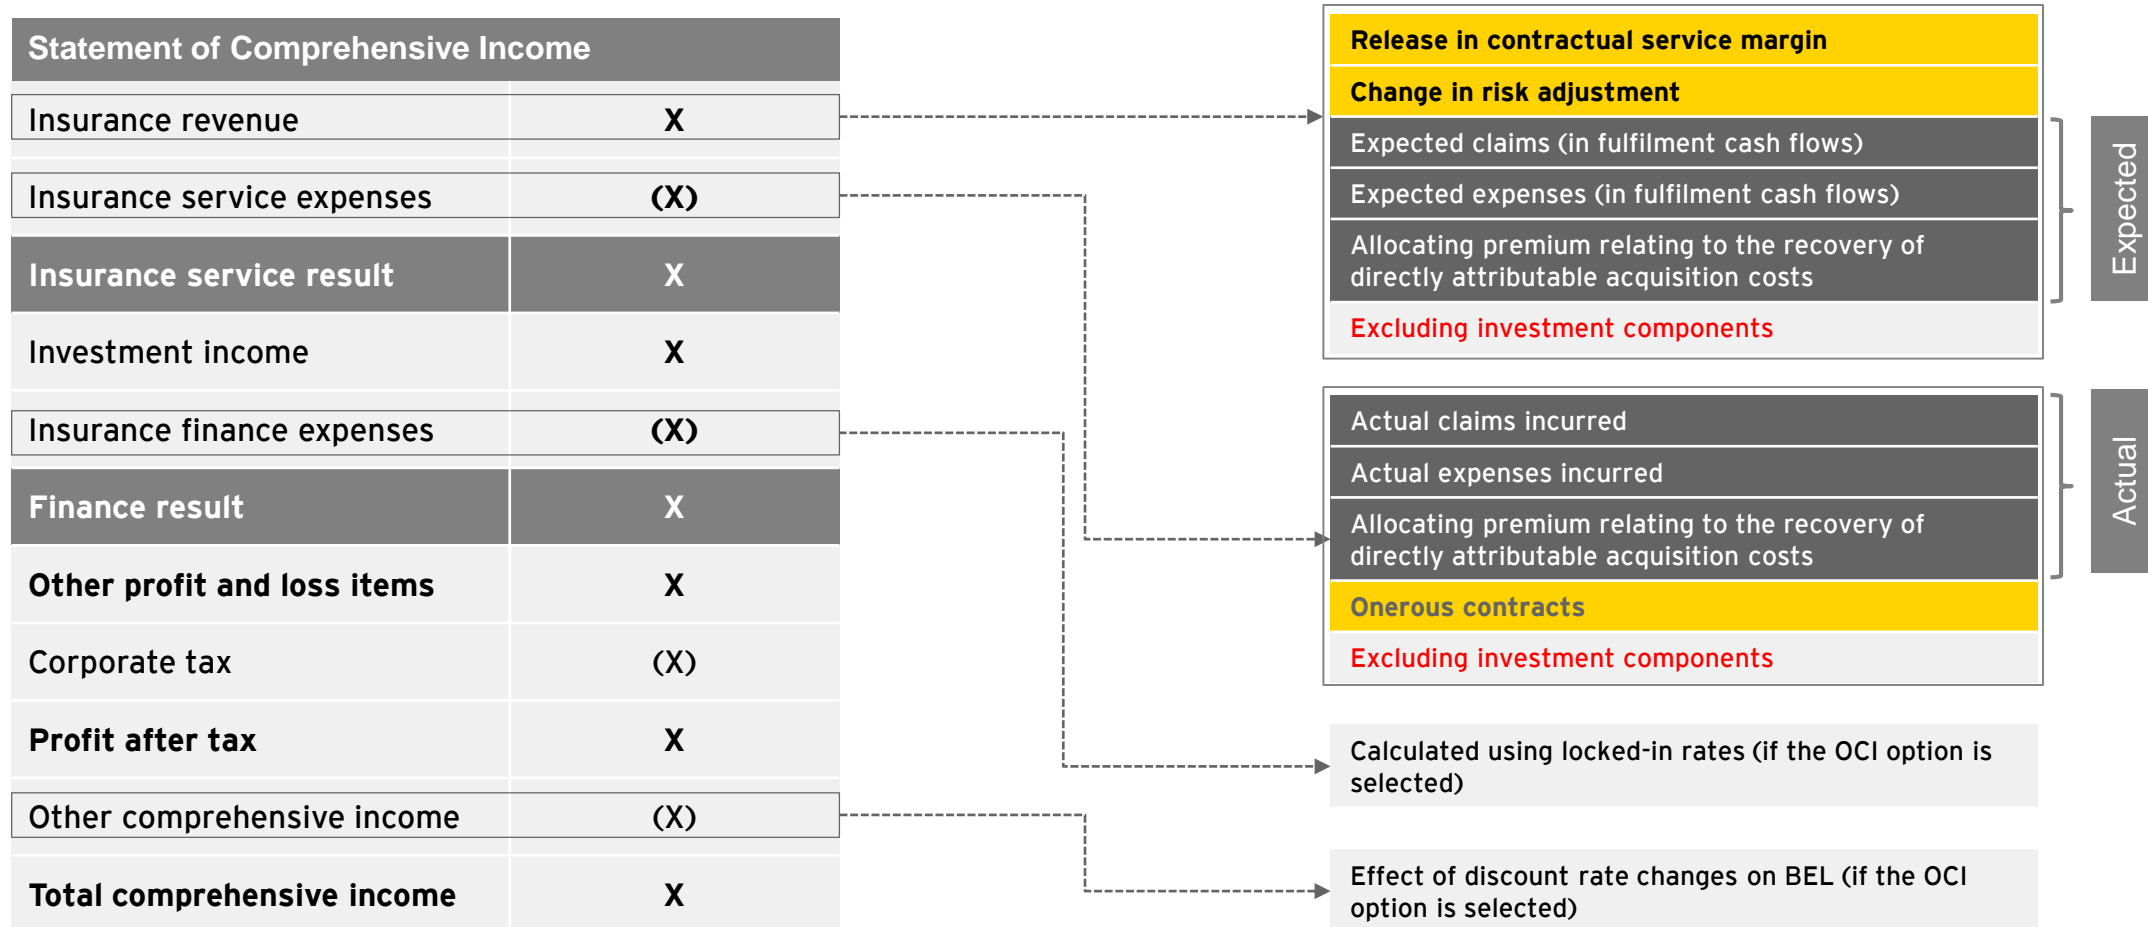 Statement of Comprehensive Income
Insurance revenue X
Insurance service expenses (X)
Insurance service result X
Investment income X
Insurance finance expenses (X)
Finance result X
Other profit and loss items X
Corporate tax (X)
Profit after tax X
Other comprehensive income (X)
Total comprehensive income X
Release in contractual service margin
Change in risk adjustment
Expected claims (in fulfilment cash flows)
Expected expenses (in fulfilment cash flows)
Allocating premium relating to the recovery of
directly attributable acquisition costs
Excluding investment components
Expected
Actual claims incurred
Actual expenses incurred
Allocating premium relating to the recovery of
directly attributable acquisition costs
Onerous contracts
Excluding investment components
Actual
Calculated using locked-in rates (if the OCI option is
selected)
Effect of discount rate changes on BEL (if the OCI
option is selected)